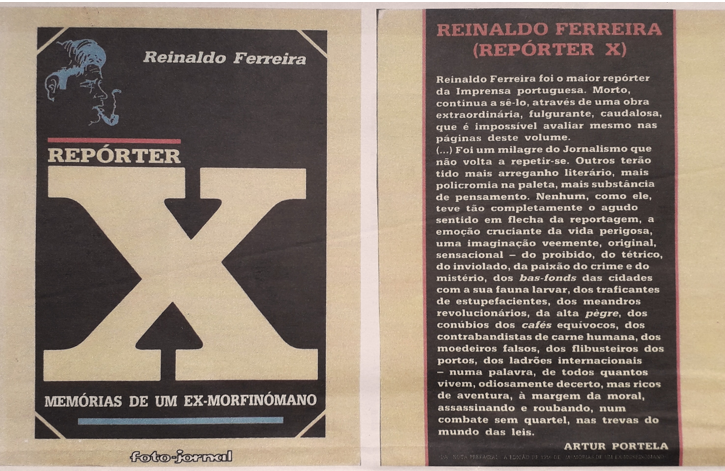 Reinaldo Ferreira
REPÓRTER
X
MEMÓRIAS DE UM EX-MORFINÓMANO
foto-jornal
REINALDO FERREIRA
(REPÓRTER X)
Reinaldo Ferreira foi o maior repórter
da Imprensa portuguesa. Morto,
continua a sê-lo, através de uma obra
extraordinária, fulgurante, caudalosa,
que é impossível avaliar mesmo nas
páginas deste volume.
(...) Foi um milagre do Jornalismo que
não volta a repetir-se. Outros terão
tido mais arreganho literário, mais
policromia na paleta, mais substância
de pensamento. Nenhum, como ele,
teve tão completamente o agudo
sentido em flecha da reportagem, a
emoção cruciante da vida perigosa,
uma imaginação veemente, original,
sensacional — do proibido, do tétrico,
do inviolado, da paixão do crime e do
mistério, dos bas-fonds das cidades
com a sua fauna larvar, dos traficantes
de estupefacientes, dos meandros
revolucionários, da alta pègre, dos
conúbios dos cafés equívocos, dos
contrabandistas de carne humana, dos
moedeiros falsos, dos flibusteiros dos
portos, dos ladrões internacionais
— numa palavra, de todos quantos
vivem, odiosamente decerto, mas ricos
de aventura, à margem da moral,
assassinando e roubando, num
combate sem quartel, nas trevas do
mundo das leis.
ARTUR PORTELA